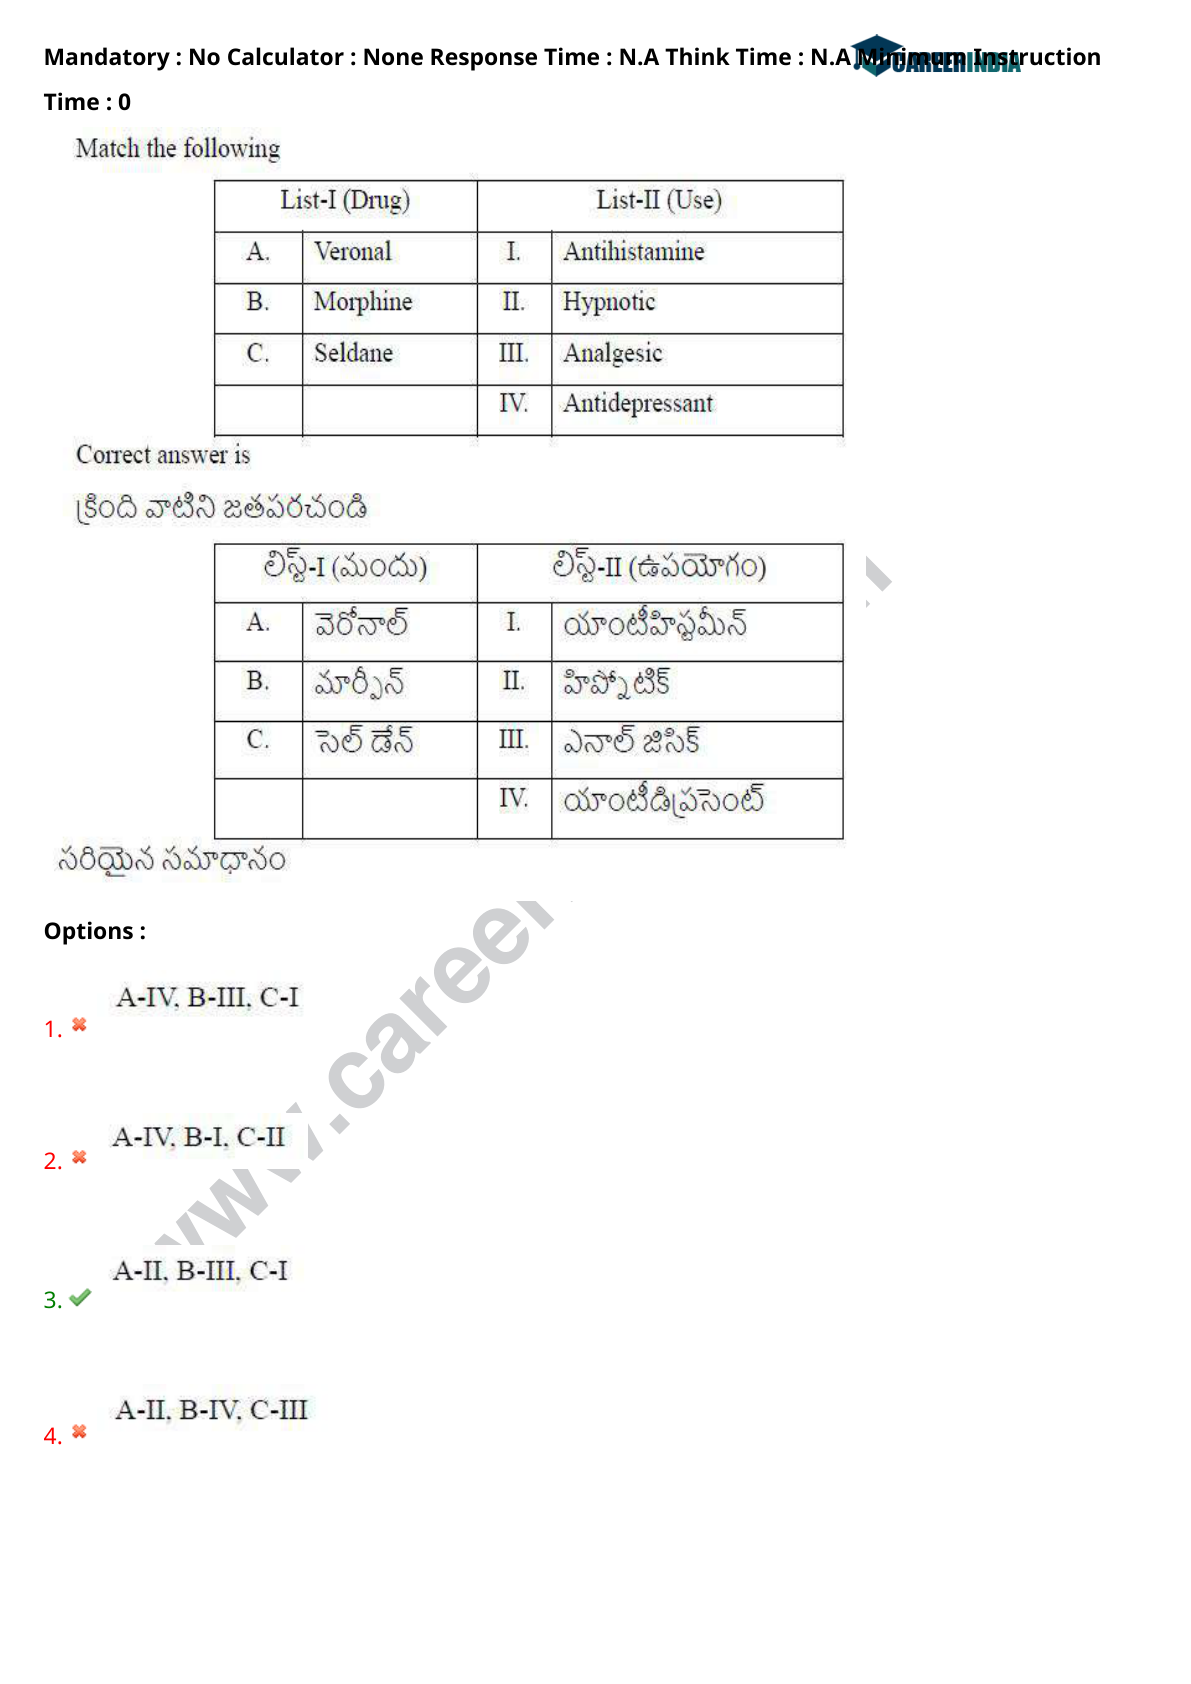 Mandatory : No Calculator : None Response Time : N.A Think Time : N.A Minimum Instruction
CAREERINDIA
Time : 0
Match the following
List-I (Drug) List-II (Use)
A. Veronal I. Antihistamine
B. Morphine II. Hypnotic
C. Seldane III. Analgesic
IV. Antidepressant
Correct answer is
క్రింది వాటిని జతపరచండి
లిస్ట్-I (మందు) లిస్ట్-II (ఉపయోగం)
A. వెరోనాల్ I. యాంటీహిస్టమీన్
B. మార్ఫీన్ II. హిప్నోటిక్
C. సెల్ డేన్ III. ఎనాల్ జిసిక్
IV. యాంటీడిప్రసెంట్
సరియైన సమాధానం
Options :
A-IV, B-III, C-I
1.
A-IV, B-I, C-II
2.
A-II, B-III, C-I
3.
A-II, B-IV, C-III
4.